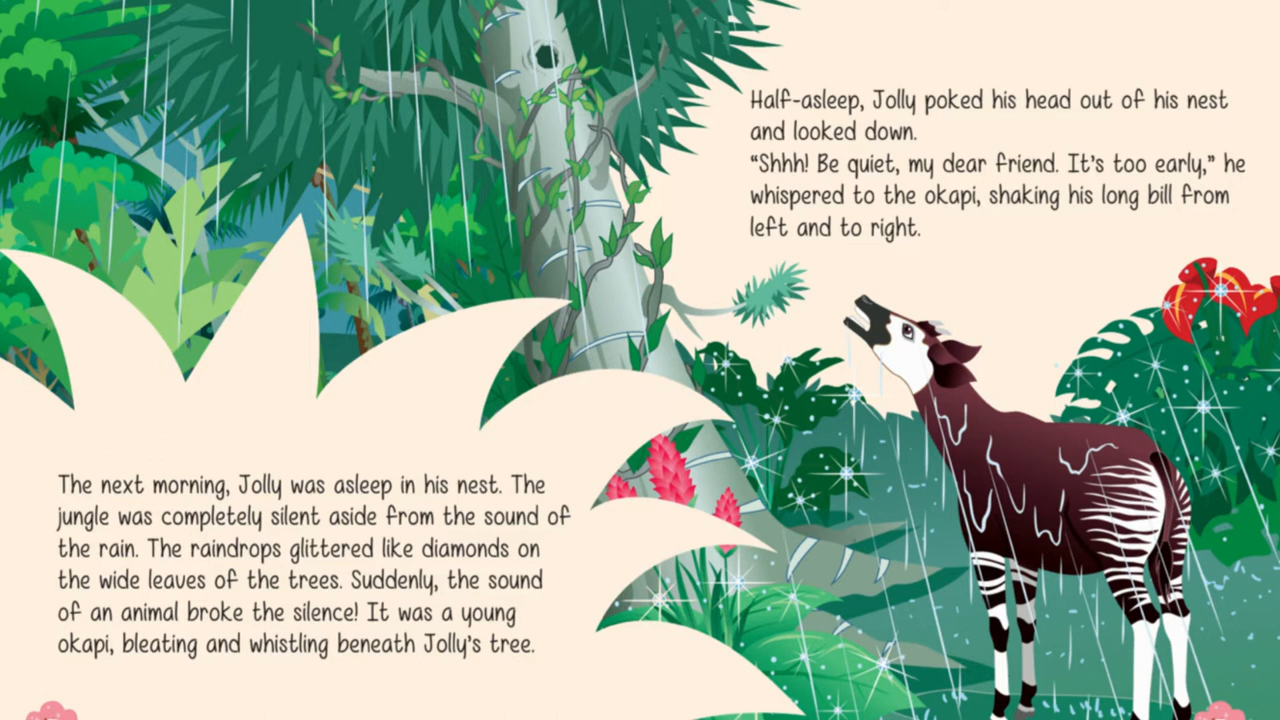 The next morning, Jolly was asleep in his nest. The
jungle was completely silent aside from the sound of
the rain. The raindrops glittered like diamonds on
the wide leaves of the trees. Suddenly, the sound
of an animal broke the silence! It was a young
okapi, bleating and whistling beneath Jolly’s tree.
Half-asleep, Jolly poked his head out of his nest
and looked down.
“Shhh! Be quiet, my dear friend. It’s too early,” he
whispered to the okapi, shaking his long bill from
left and to right.